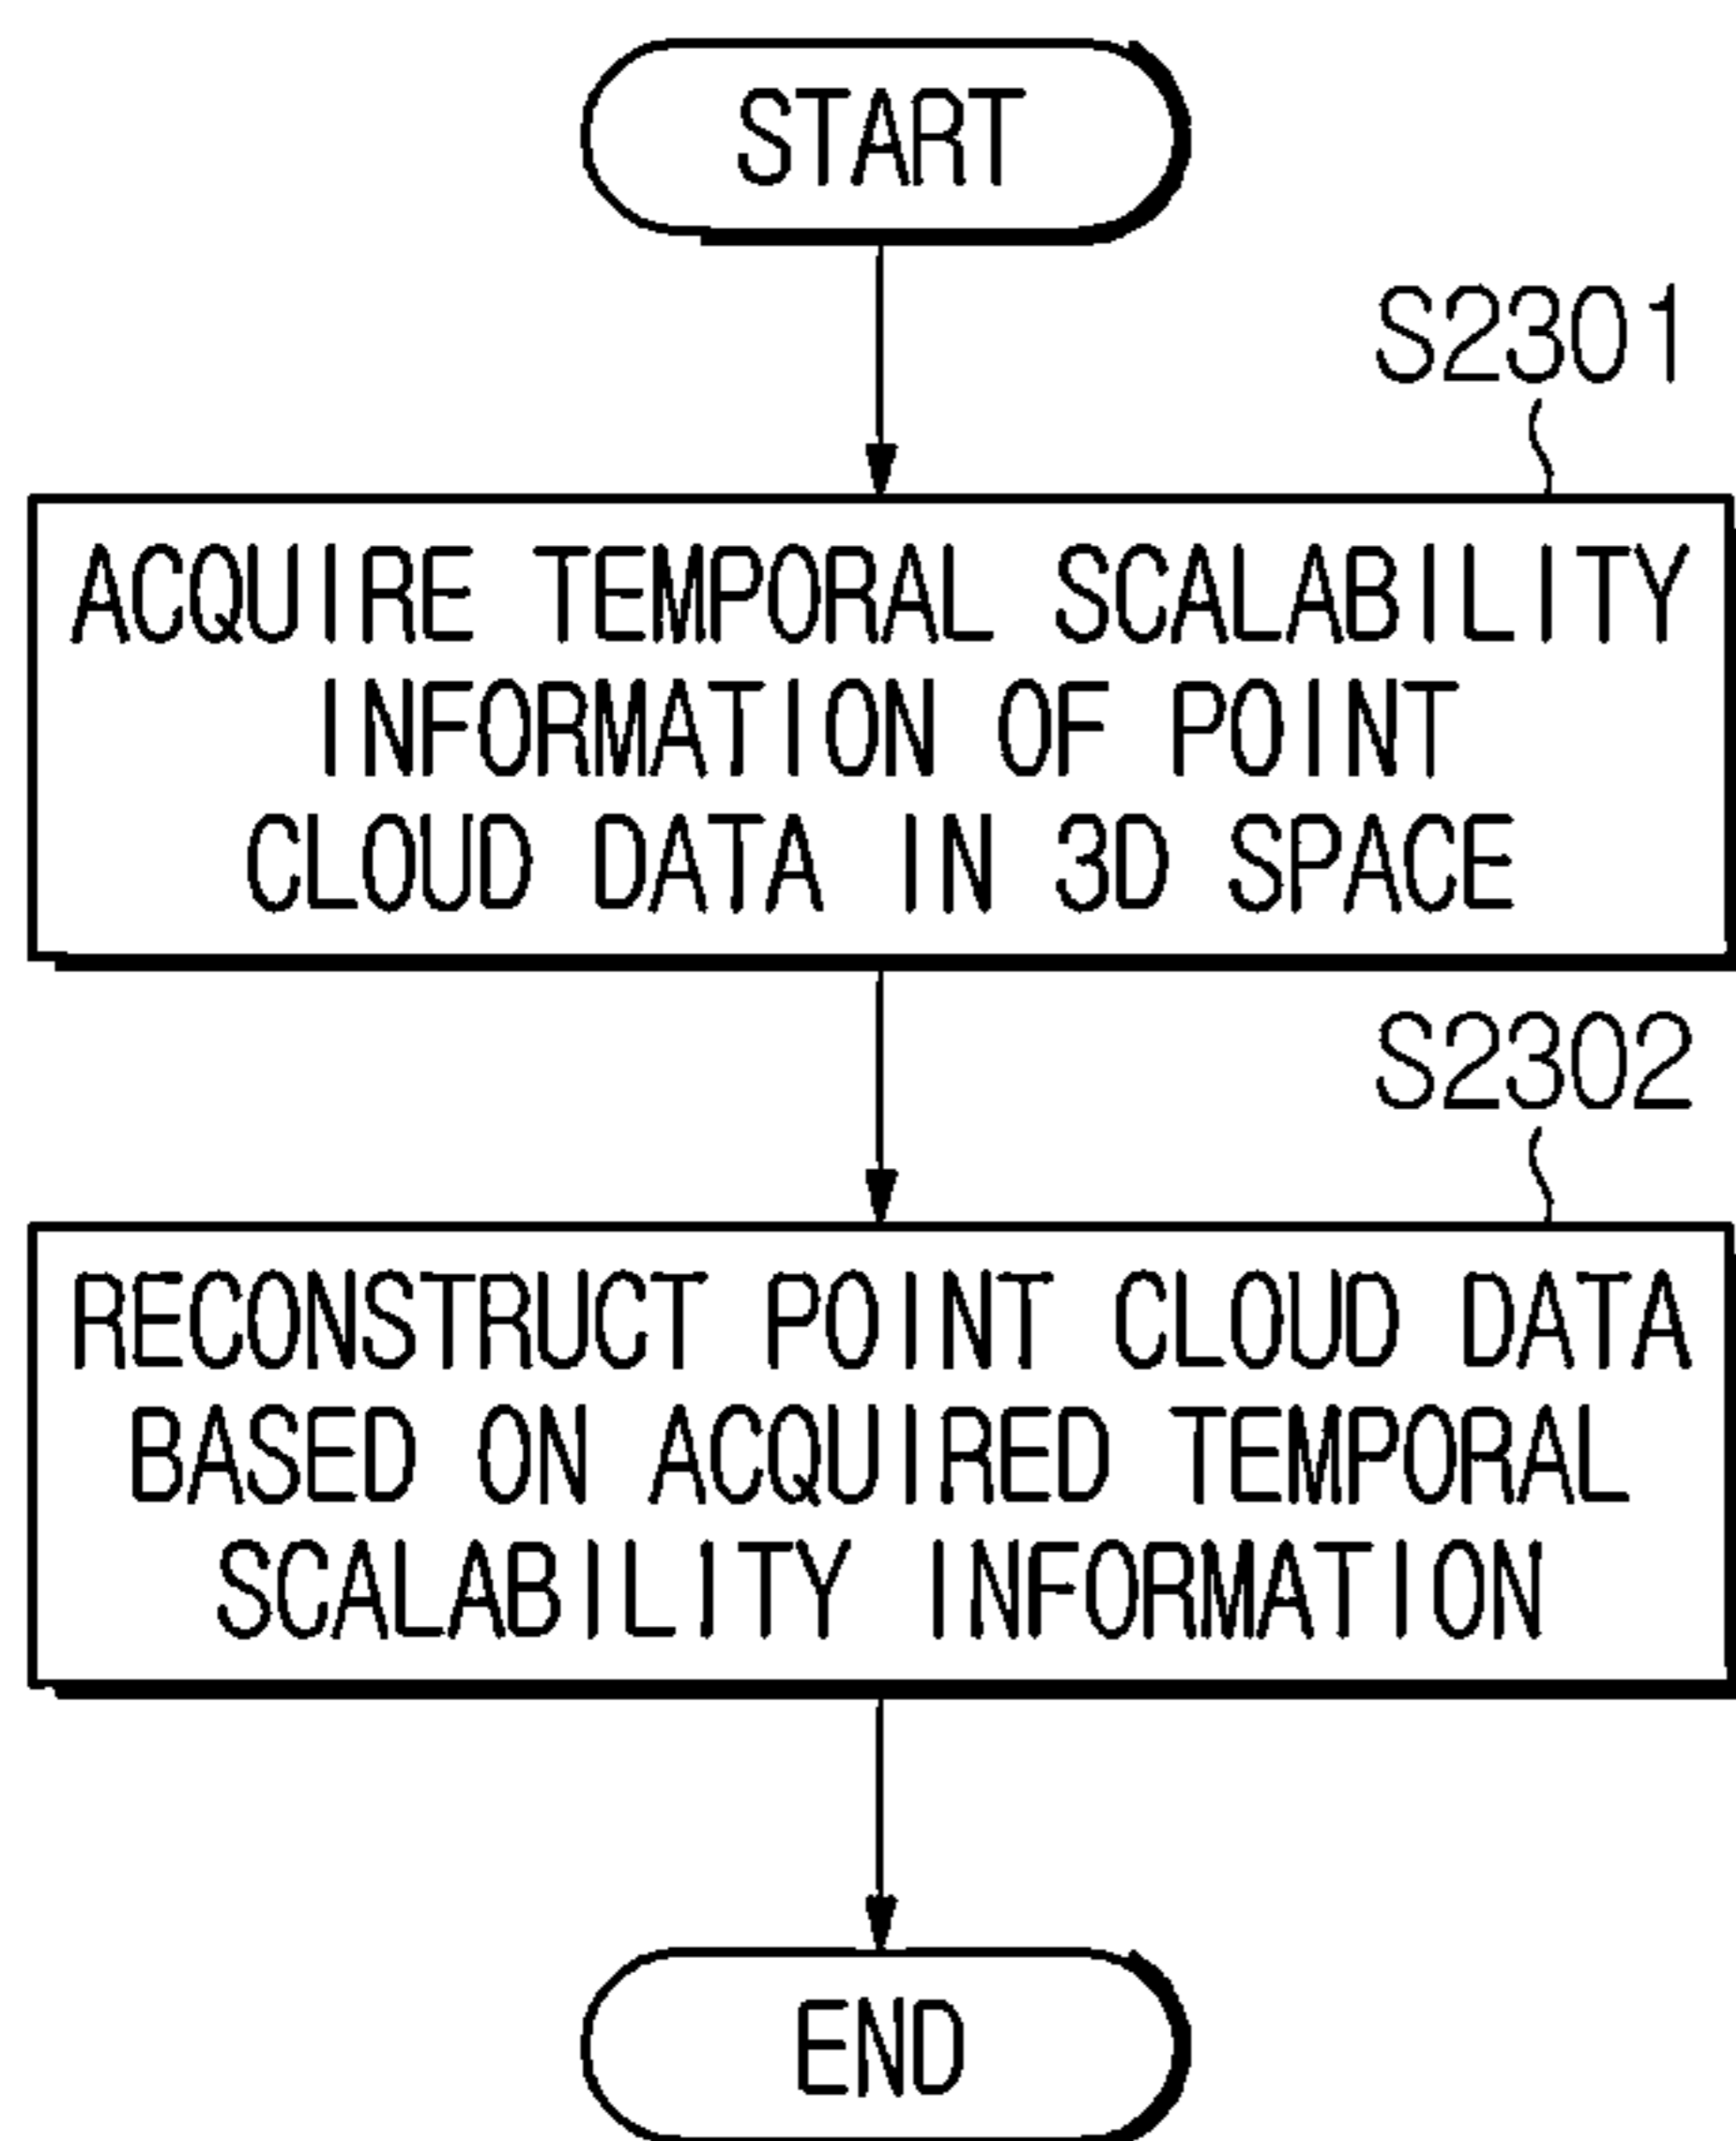 START
S2301
ACQUIRE TEMPORAL SCALABILITY
INFORMATION OF POINT
CLOUD DATA IN 3D SPACE
S2302
RECONSTRUCT POINT CLOUD DATA
BASED ON ACQUIRED TEMPORAL
SCALABILITY INFORMATION
END